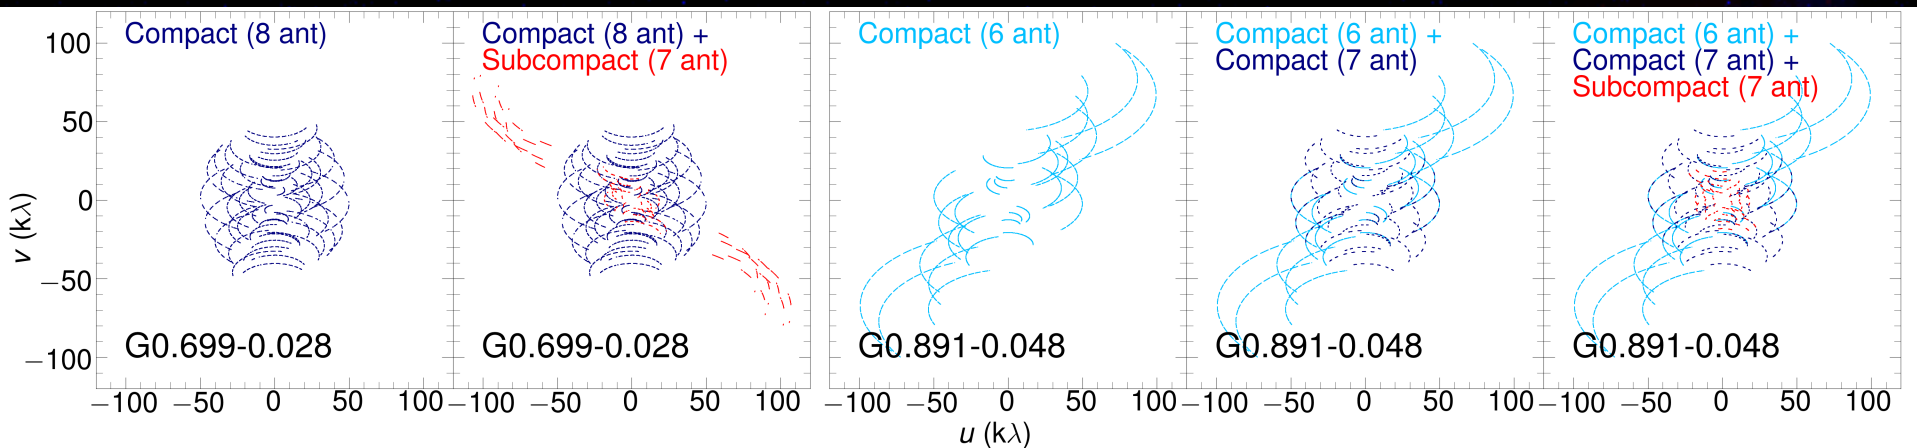 Compact (8 ant)
Compact (8 ant) +
Subcompact (7 ant)
Compact (6 ant)
Compact (6 ant) +
Compact (7 ant)
Compact (6 ant) +
Compact (7 ant) +
Subcompact (7 ant)
100
50
0
−50
−100
v (kλ)
G0.699-0.028
G0.699-0.028
G0.891-0.048
G0.891-0.048
G0.891-0.048
−100 −50 0 50 100
−100 −50 0 50 100
−100 −50 0 50 100
−100 −50 0 50 100
−100 −50 0 50 100
u (kλ)